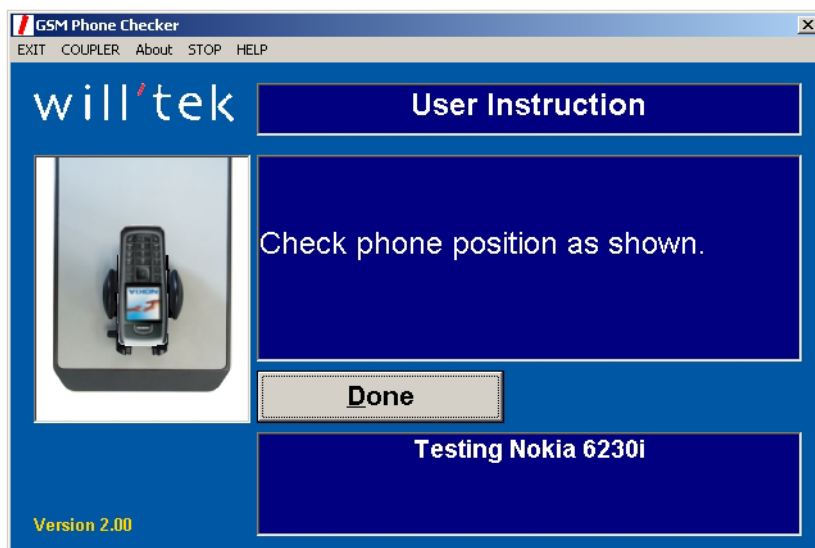 GSM Phone Checker
EXIT COUPLER About STOP HELP
will'tek
User Instruction
Check phone position as shown.
Done
Testing Nokia 6230i
Version 2.00